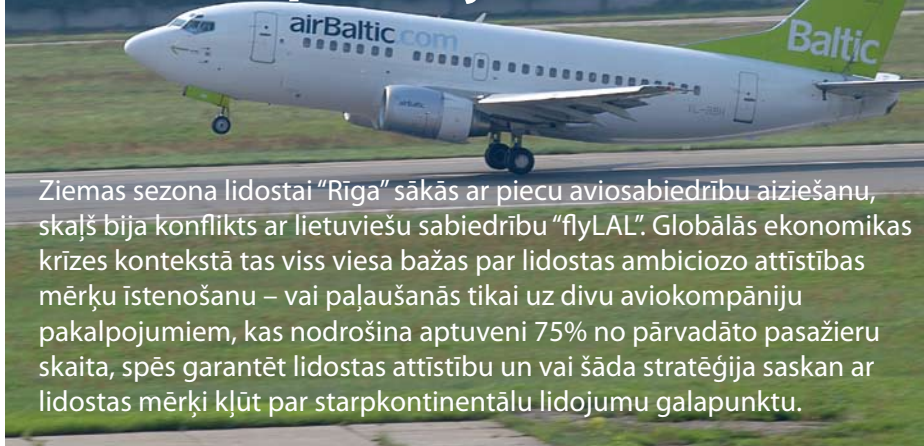 airBaltic.com
Baltic
airBaltic
Ziemas sezona lidostai “Rīga” sākās ar piecu aviosabiedrību aiziešanu,
skaļš bija konflikts ar lietuviešu sabiedrību “flyLAL”. Globālās ekonomikas
krīzes kontekstā tas viss viesa bažas par lidostas ambiciozo attīstības
mērķu īstenošanu – vai paļaušanās tikai uz divu aviokompāniju
pakalpojumiem, kas nodrošina aptuveni 75% no pārvadāto pasažieru
skaita, spēs garantēt lidostas attīstību un vai šāda stratēģija saskan ar
lidostas mērķi kļūt par starpkontinentālu lidojumu galapunktu.